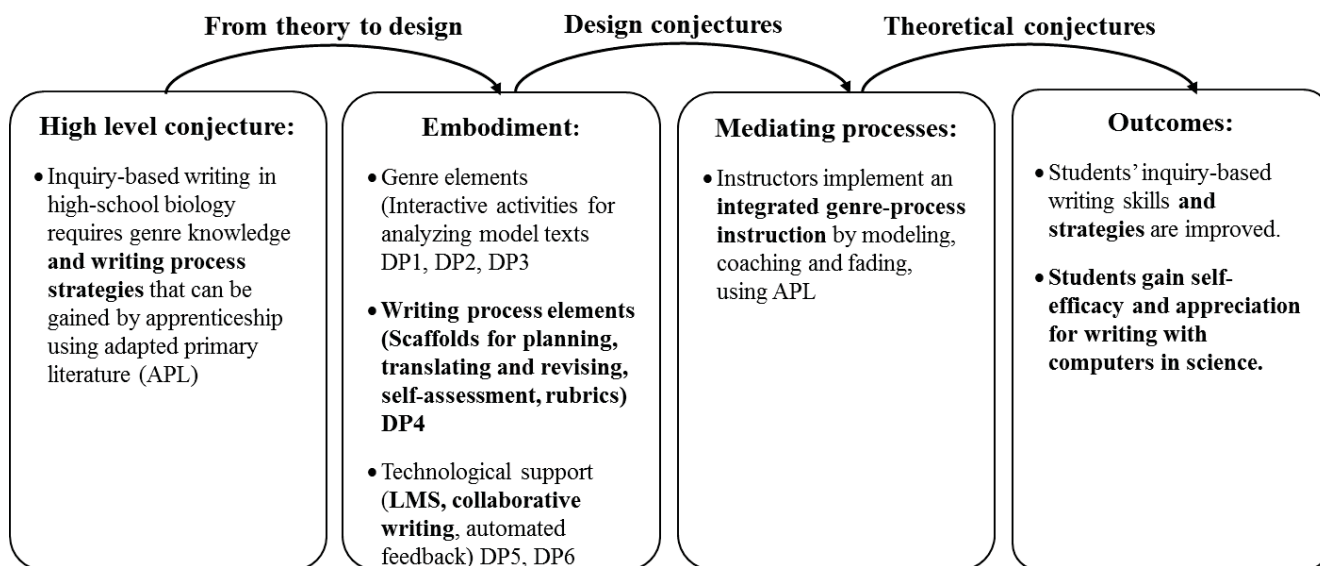 From theory to design
Design conjectures
Theoretical conjectures
High level conjecture:
• Inquiry-based writing in
high-school biology
requires genre knowledge
and writing process
strategies that can be
gained by apprenticeship
using adapted primary
literature (APL)
Embodiment:
• Genre elements
(Interactive activities for
analyzing model texts
DP1, DP2, DP3
• Writing process elements
(Scaffolds for planning,
translating and revising,
self-assessment, rubrics)
DP4
• Technological support
(LMS, collaborative
writing, automated
feedback) DP5, DP6
Mediating processes:
• Instructors implement an
integrated genre-process
instruction by modeling,
coaching and fading,
using APL
Outcomes:
• Students' inquiry-based
writing skills and
strategies are improved.
• Students gain self-
efficacy and appreciation
for writing with
computers in science.